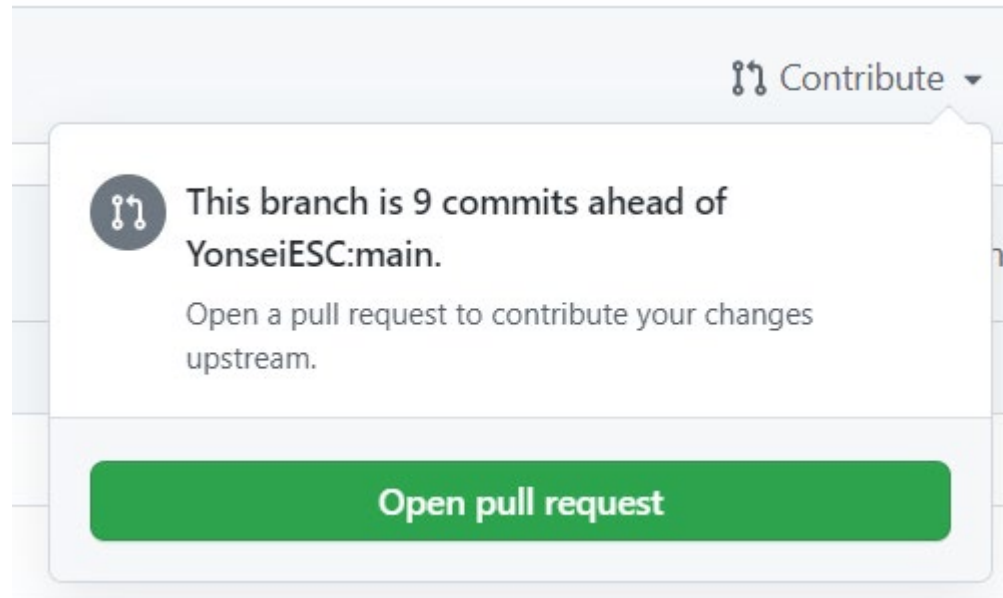 Contribute
This branch is 9 commits ahead of
YonseiESC:main.
Open a pull request to contribute your changes
upstream.
Open pull request